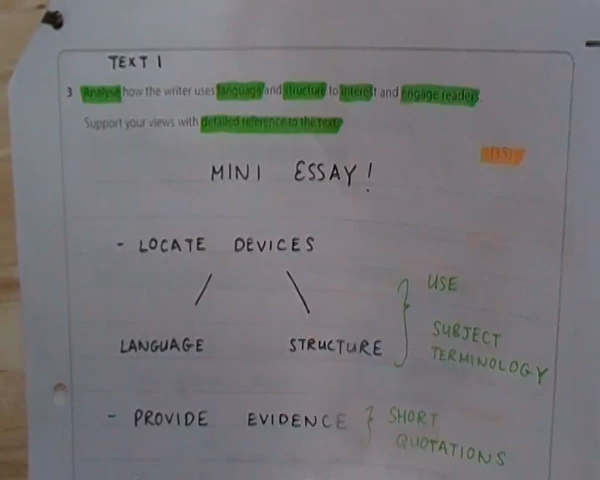 TEXT 1
3 Analyse how the writer uses language and structure to interest and engage readers.
Support your views with detailed reference to the text.
(15)
MINI ESSAY!
- LOCATE DEVICES
LANGUAGE STRUCTURE
USE
SUBJECT
TERMINOLOGY
- PROVIDE EVIDENCE
SHORT
QUOTATIONS